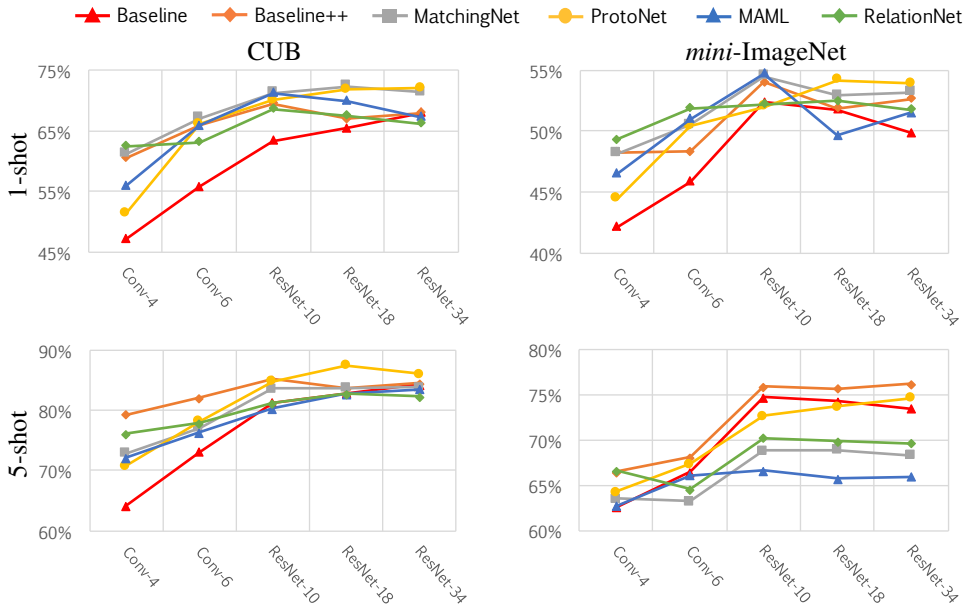 Baseline Baseline++ MatchingNet ProtoNet MAML RelationNet
CUB
mini-ImageNet
1-shot
75%
65%
55%
45%
Conv-4 Conv-6 ResNet-10 ResNet-18 ResNet-34
55%
50%
45%
40%
Conv-4 Conv-6 ResNet-10 ResNet-18 ResNet-34
5-shot
90%
80%
70%
60%
Conv-4 Conv-6 ResNet-10 ResNet-18 ResNet-34
80%
75%
70%
65%
60%
Conv-4 Conv-6 ResNet-10 ResNet-18 ResNet-34